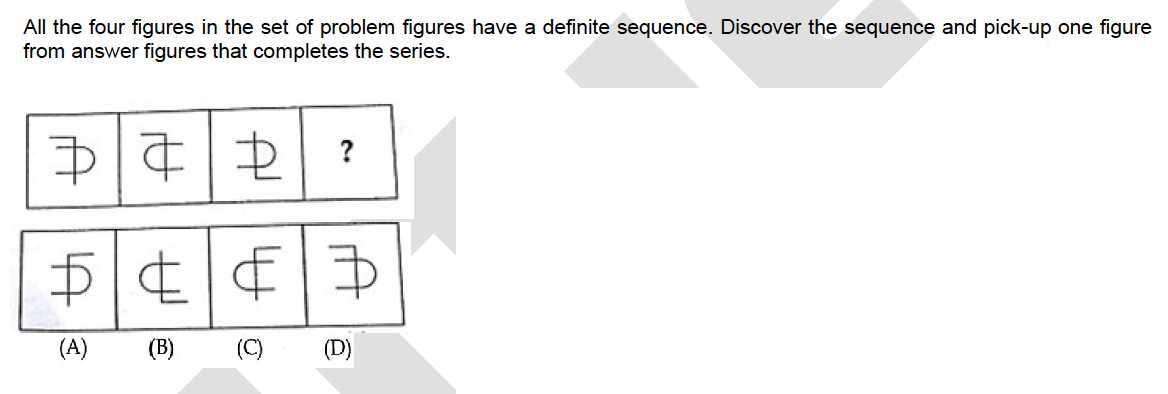 All the four figures in the set of problem figures have a definite sequence. Discover the sequence and pick-up one figure
from answer figures that completes the series.
?
(A) (B) (C) (D)